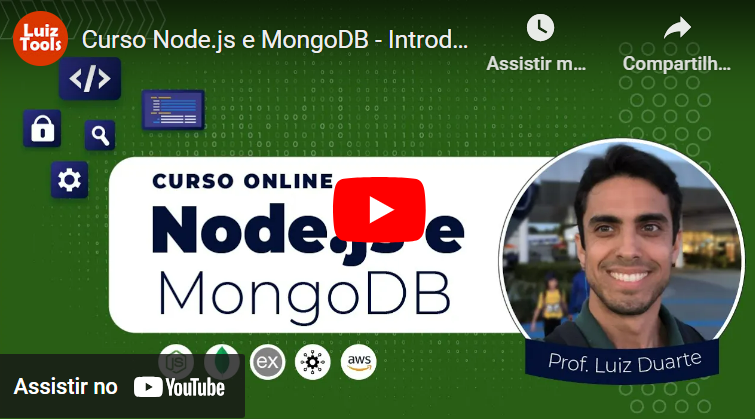 Luiz
Tools
Curso Node.js e MongoDB - Introd...
Assistir m...
Compartilh...
</>
CURSO ONLINE
Node.js e
MongoDB
Prof. Luiz Duarte
JS
ex
aws
Assistir no YouTube